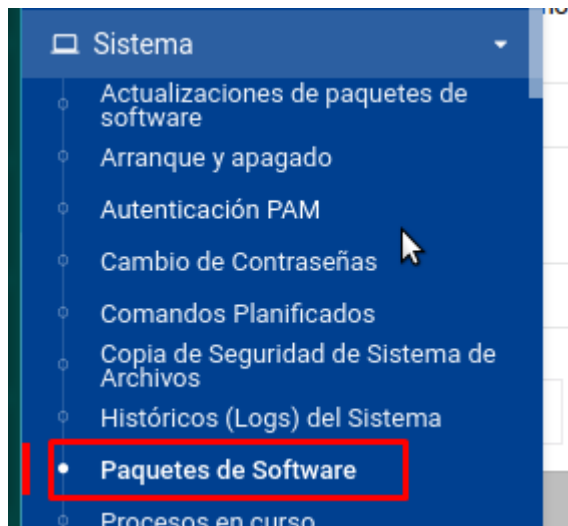 Sistema
Actualizaciones de paquetes de
software
Arranque y apagado
Autenticación PAM
Cambio de Contraseñas
Comandos Planificados
Copia de Seguridad de Sistema de
Archivos
Históricos (Logs) del Sistema
Paquetes de Software
Procesos en curso